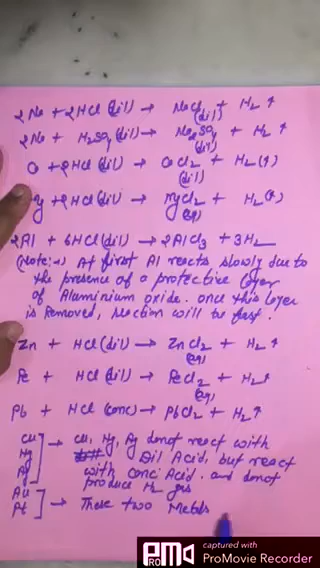 2Na + 2HCl (dil) → NaCl + H₂ ↑
(dil)
2Na + H₂SO₄ (dil) → Na₂SO₄ + H₂ ↑
(dil)
+ 2HCl (dil) → CaCl₂ + H₂ (↑)
(dil)
+ 2HCl (dil) → MgCl₂ + H₂ (↑)
(aq)
2Al + 6HCl (dil) → 2AlCl₃ + 3H₂
(Note:→) At first Al reacts slowly due to
the presence of a protective layer
of Aluminium oxide. once this layer
is removed, reaction will be fast.
Zn + HCl (dil) → ZnCl₂ + H₂ ↑
(aq)
Fe + HCl (dil) → FeCl₂ + H₂ ↑
(aq)
Pb + HCl (conc) → PbCl₂ + H₂ ↑
Cu
Hg
Ag
] → Cu, Hg, Ag donot react with
Dil Acid, but react
with conc Acid. and donot
produce H₂ gas
Au
Pt
] → These two Metals
captured with
PRO M
ProMovie Recorder